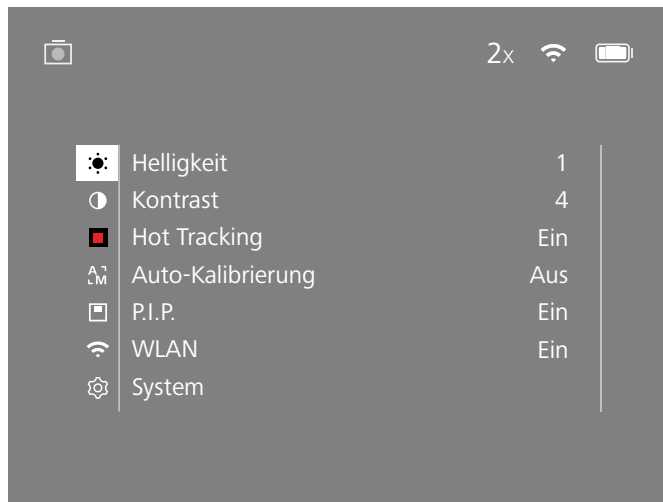 2x
Helligkeit 1
Kontrast 4
Hot Tracking Ein
A M Auto-Kalibrierung Aus
P.I.P. Ein
WLAN Ein
System